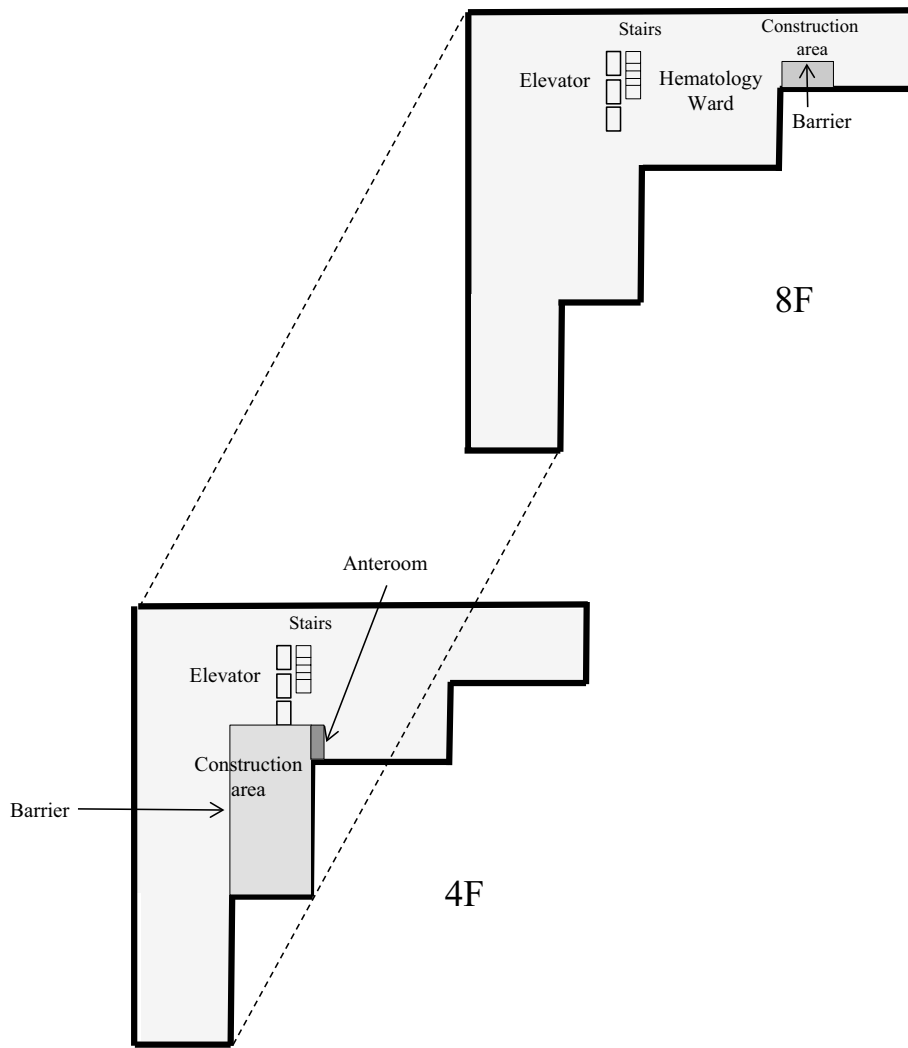 Stairs
Construction
area
Elevator
Hematology
Ward
Barrier
8F
Anteroom
Stairs
Elevator
Construction
area
Barrier
4F